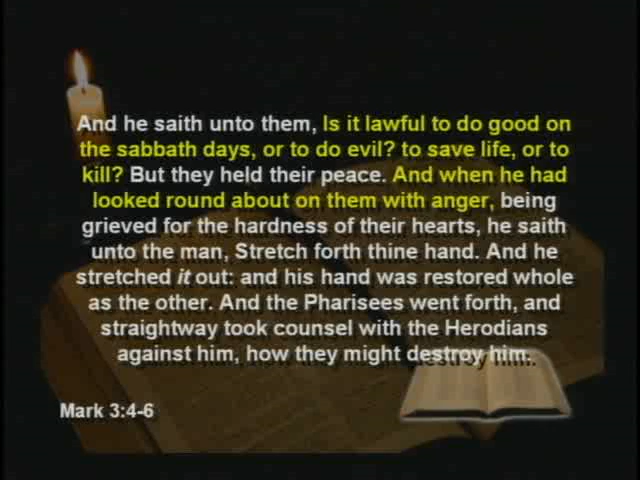 And he saith unto them, Is it lawful to do good on
the sabbath days, or to do evil? to save life, or to
kill? But they held their peace. And when he had
looked round about on them with anger, being
grieved for the hardness of their hearts, he saith
unto the man, Stretch forth thine hand. And he
stretched it out: and his hand was restored whole
as the other. And the Pharisees went forth, and
straightway took counsel with the Herodians
against him, how they might destroy him.
Mark 3:4-6